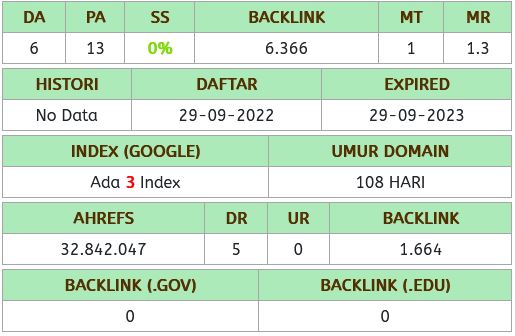 DA PA SS BACKLINK MT MR
6 13 0% 6.366 1 1.3
HISTORI DAFTAR EXPIRED
No Data 29-09-2022 29-09-2023
INDEX (GOOGLE) UMUR DOMAIN
Ada 3 Index 108 HARI
AHREFS DR UR BACKLINK
32.842.047 5 0 1.664
BACKLINK (.GOV) BACKLINK (.EDU)
0 0